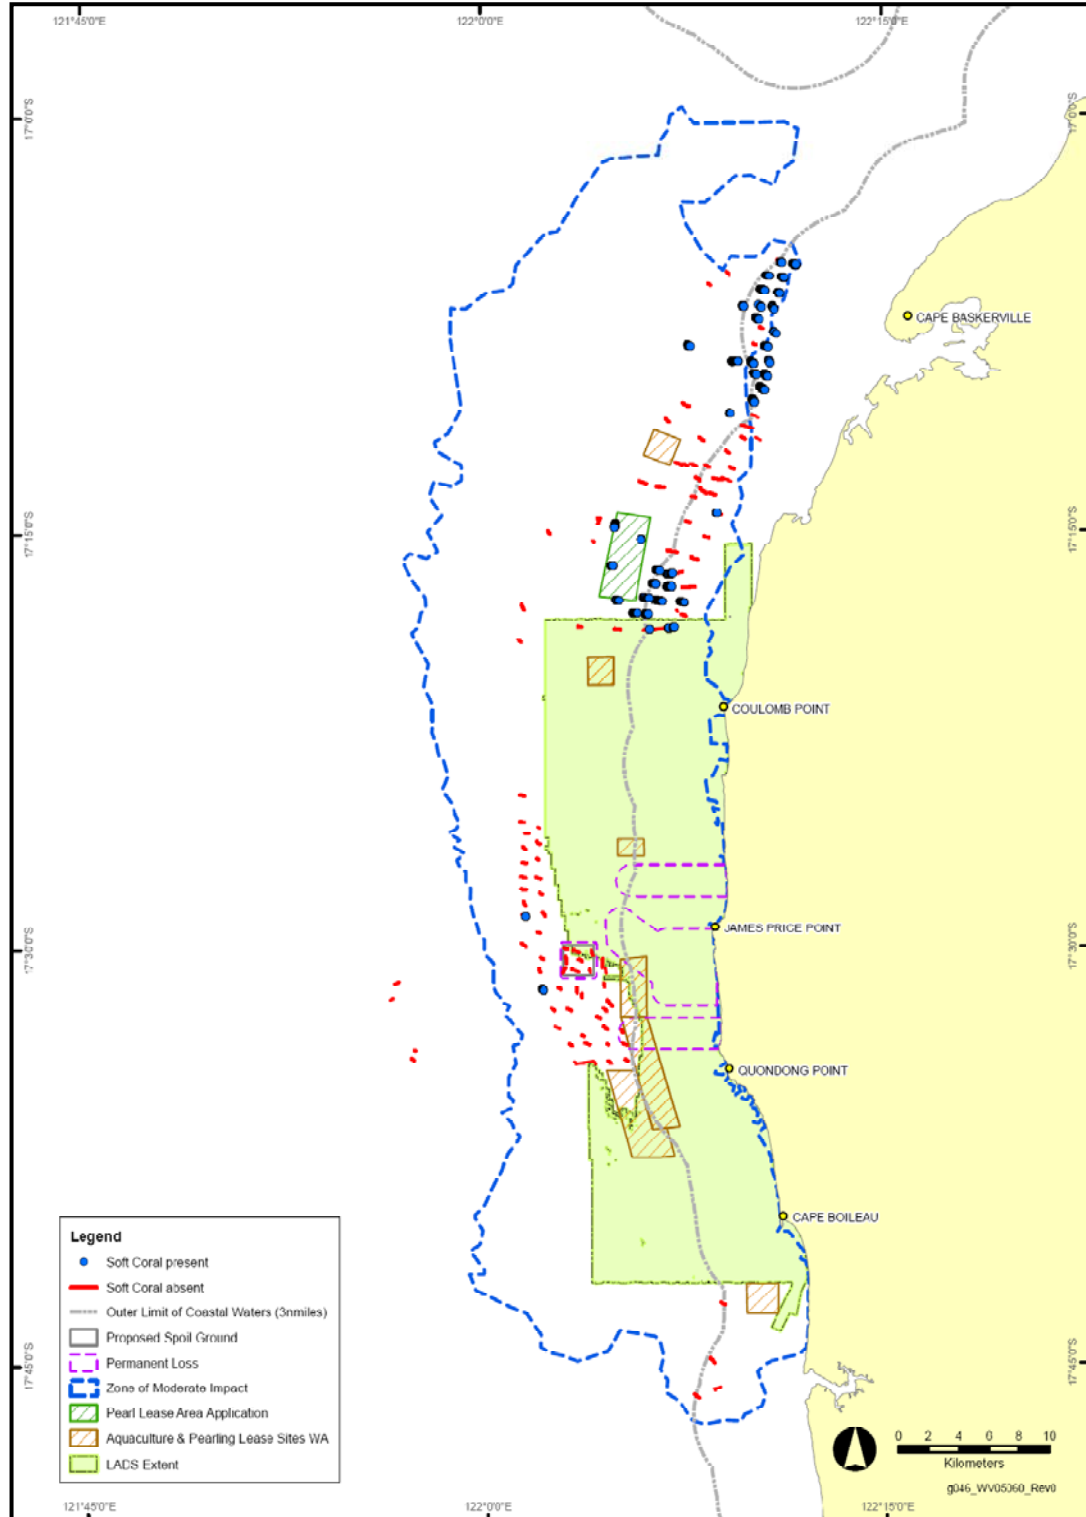 121°45'0"E
122°0'0"E
122°15'0"E
17°0'0"S
17°0'0"S
CAPE BASKERVILLE
17°15'0"S
17°15'0"S
COULOMB POINT
JAMES PRICE POINT
17°30'0"S
17°30'0"S
QUONDONG POINT
CAPE BOILEAU
Legend
Soft Coral present
Soft Coral absent
Outer Limit of Coastal Waters (3nmiles)
Proposed Spoil Ground
Permanent Loss
Zone of Moderate Impact
Pearl Lease Area Application
Aquaculture & Pearling Lease Sites WA
LADS Extent
17°45'0"S
17°45'0"S
0 2 4 6 8 10
Kilometers
g046_WV05060_Rev0
121°45'0"E
122°0'0"E
122°15'0"E